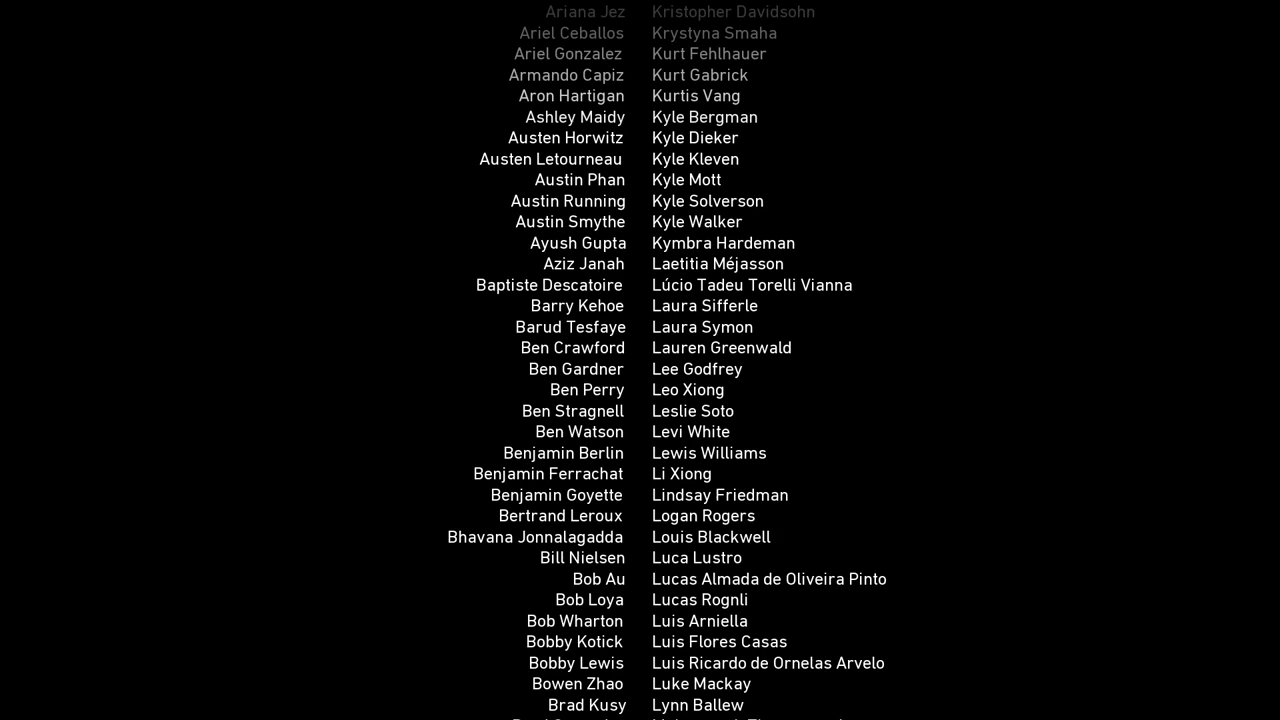 Ariana Jez Kristopher Davidsohn
Ariel Ceballos Krystyna Smaha
Ariel Gonzalez Kurt Fehlhauer
Armando Capiz Kurt Gabrick
Aron Hartigan Kurtis Vang
Ashley Maidy Kyle Bergman
Austen Horwitz Kyle Dieker
Austen Letourneau Kyle Kleven
Austin Phan Kyle Mott
Austin Running Kyle Solverson
Austin Smythe Kyle Walker
Ayush Gupta Kymbra Hardeman
Aziz Janah Laetitia Méjasson
Baptiste Descatoire Lúcio Tadeu Torelli Vianna
Barry Kehoe Laura Sifferle
Barud Tesfaye Laura Symon
Ben Crawford Lauren Greenwald
Ben Gardner Lee Godfrey
Ben Perry Leo Xiong
Ben Stragnell Leslie Soto
Ben Watson Levi White
Benjamin Berlin Lewis Williams
Benjamin Ferrachat Li Xiong
Benjamin Goyette Lindsay Friedman
Bertrand Leroux Logan Rogers
Bhavana Jonnalagadda Louis Blackwell
Bill Nielsen Luca Lustro
Bob Au Lucas Almada de Oliveira Pinto
Bob Loya Lucas Rognli
Bob Wharton Luis Arniella
Bobby Kotick Luis Flores Casas
Bobby Lewis Luis Ricardo de Ornelas Arvelo
Bowen Zhao Luke Mackay
Brad Kusy Lynn Ballew